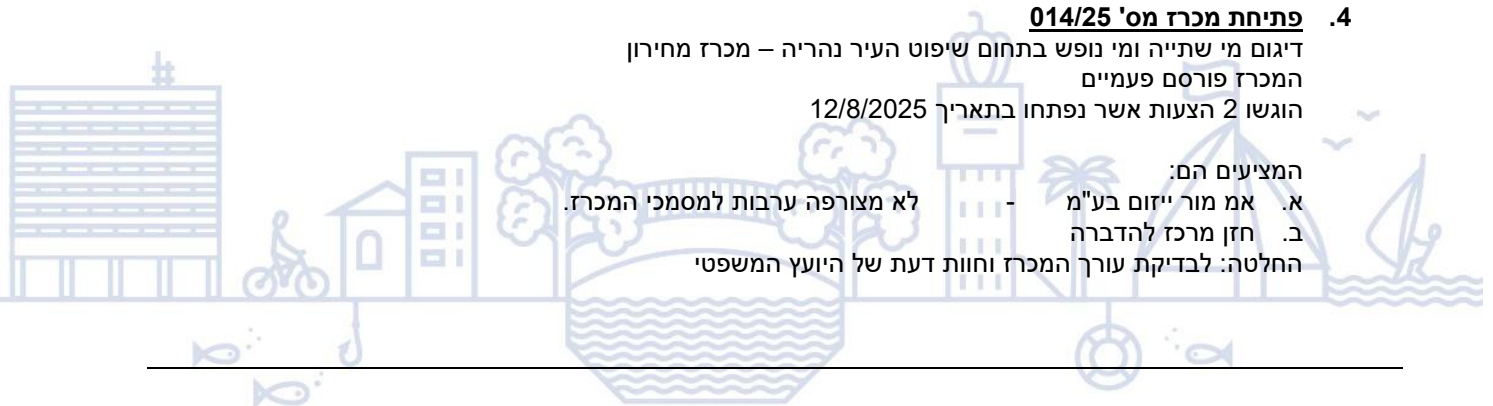 4. פתיחת מכרז מס' 014/25
דיגום מי שתייה ומי נופש בתחום שיפוט העיר נהריה – מכרז מחירון
המכרז פורסם פעמיים
הוגשו 2 הצעות אשר נפתחו בתאריך 12/8/2025
המציעים הם:
א. אמ מור ייזום בע"מ - לא מצורפה ערבות למסמכי המכרז.
ב. חזן מרכז להדברה
החלטה: לבדיקת עורך המכרז וחוות דעת של היועץ המשפטי